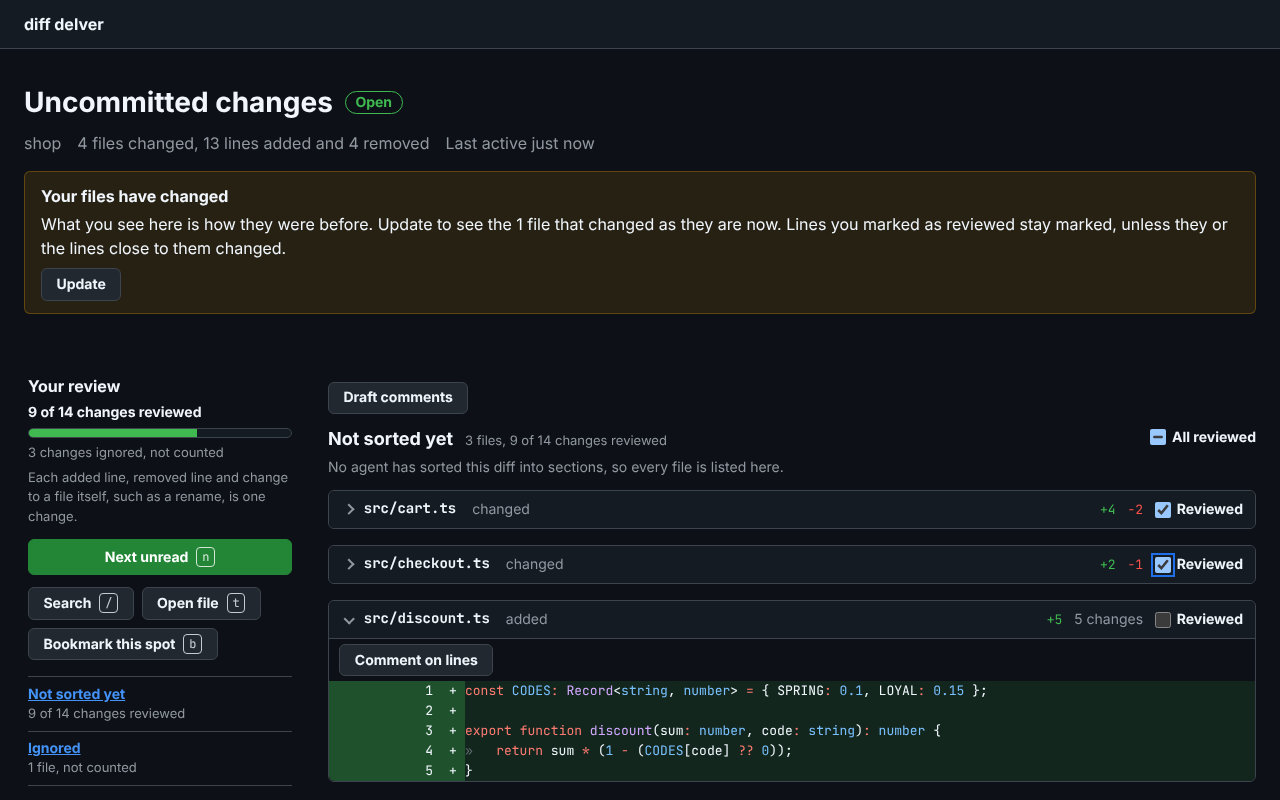 diff delver
Uncommitted changes Open
shop 4 files changed, 13 lines added and 4 removed Last active just now
Your files have changed
What you see here is how they were before. Update to see the 1 file that changed as they are now. Lines you marked as reviewed stay marked, unless they or
the lines close to them changed.
Update
Your review
9 of 14 changes reviewed
3 changes ignored, not counted
Each added line, removed line and change
to a file itself, such as a rename, is one
change.
Next unread n
Search / Open file t
Bookmark this spot b
Not sorted yet
9 of 14 changes reviewed
Ignored
1 file, not counted
Draft comments
Not sorted yet 3 files, 9 of 14 changes reviewed All reviewed
No agent has sorted this diff into sections, so every file is listed here.
src/cart.ts changed +4 -2 Reviewed
src/checkout.ts changed +2 -1 Reviewed
src/discount.ts added +5 5 changes Reviewed
Comment on lines
1 +const CODES: Record<string, number> = { SPRING: 0.1, LOYAL: 0.15 };
2 +
3 +export function discount(sum: number, code: string): number {
4 +» return sum * (1 - (CODES[code] ?? 0));
5 +}